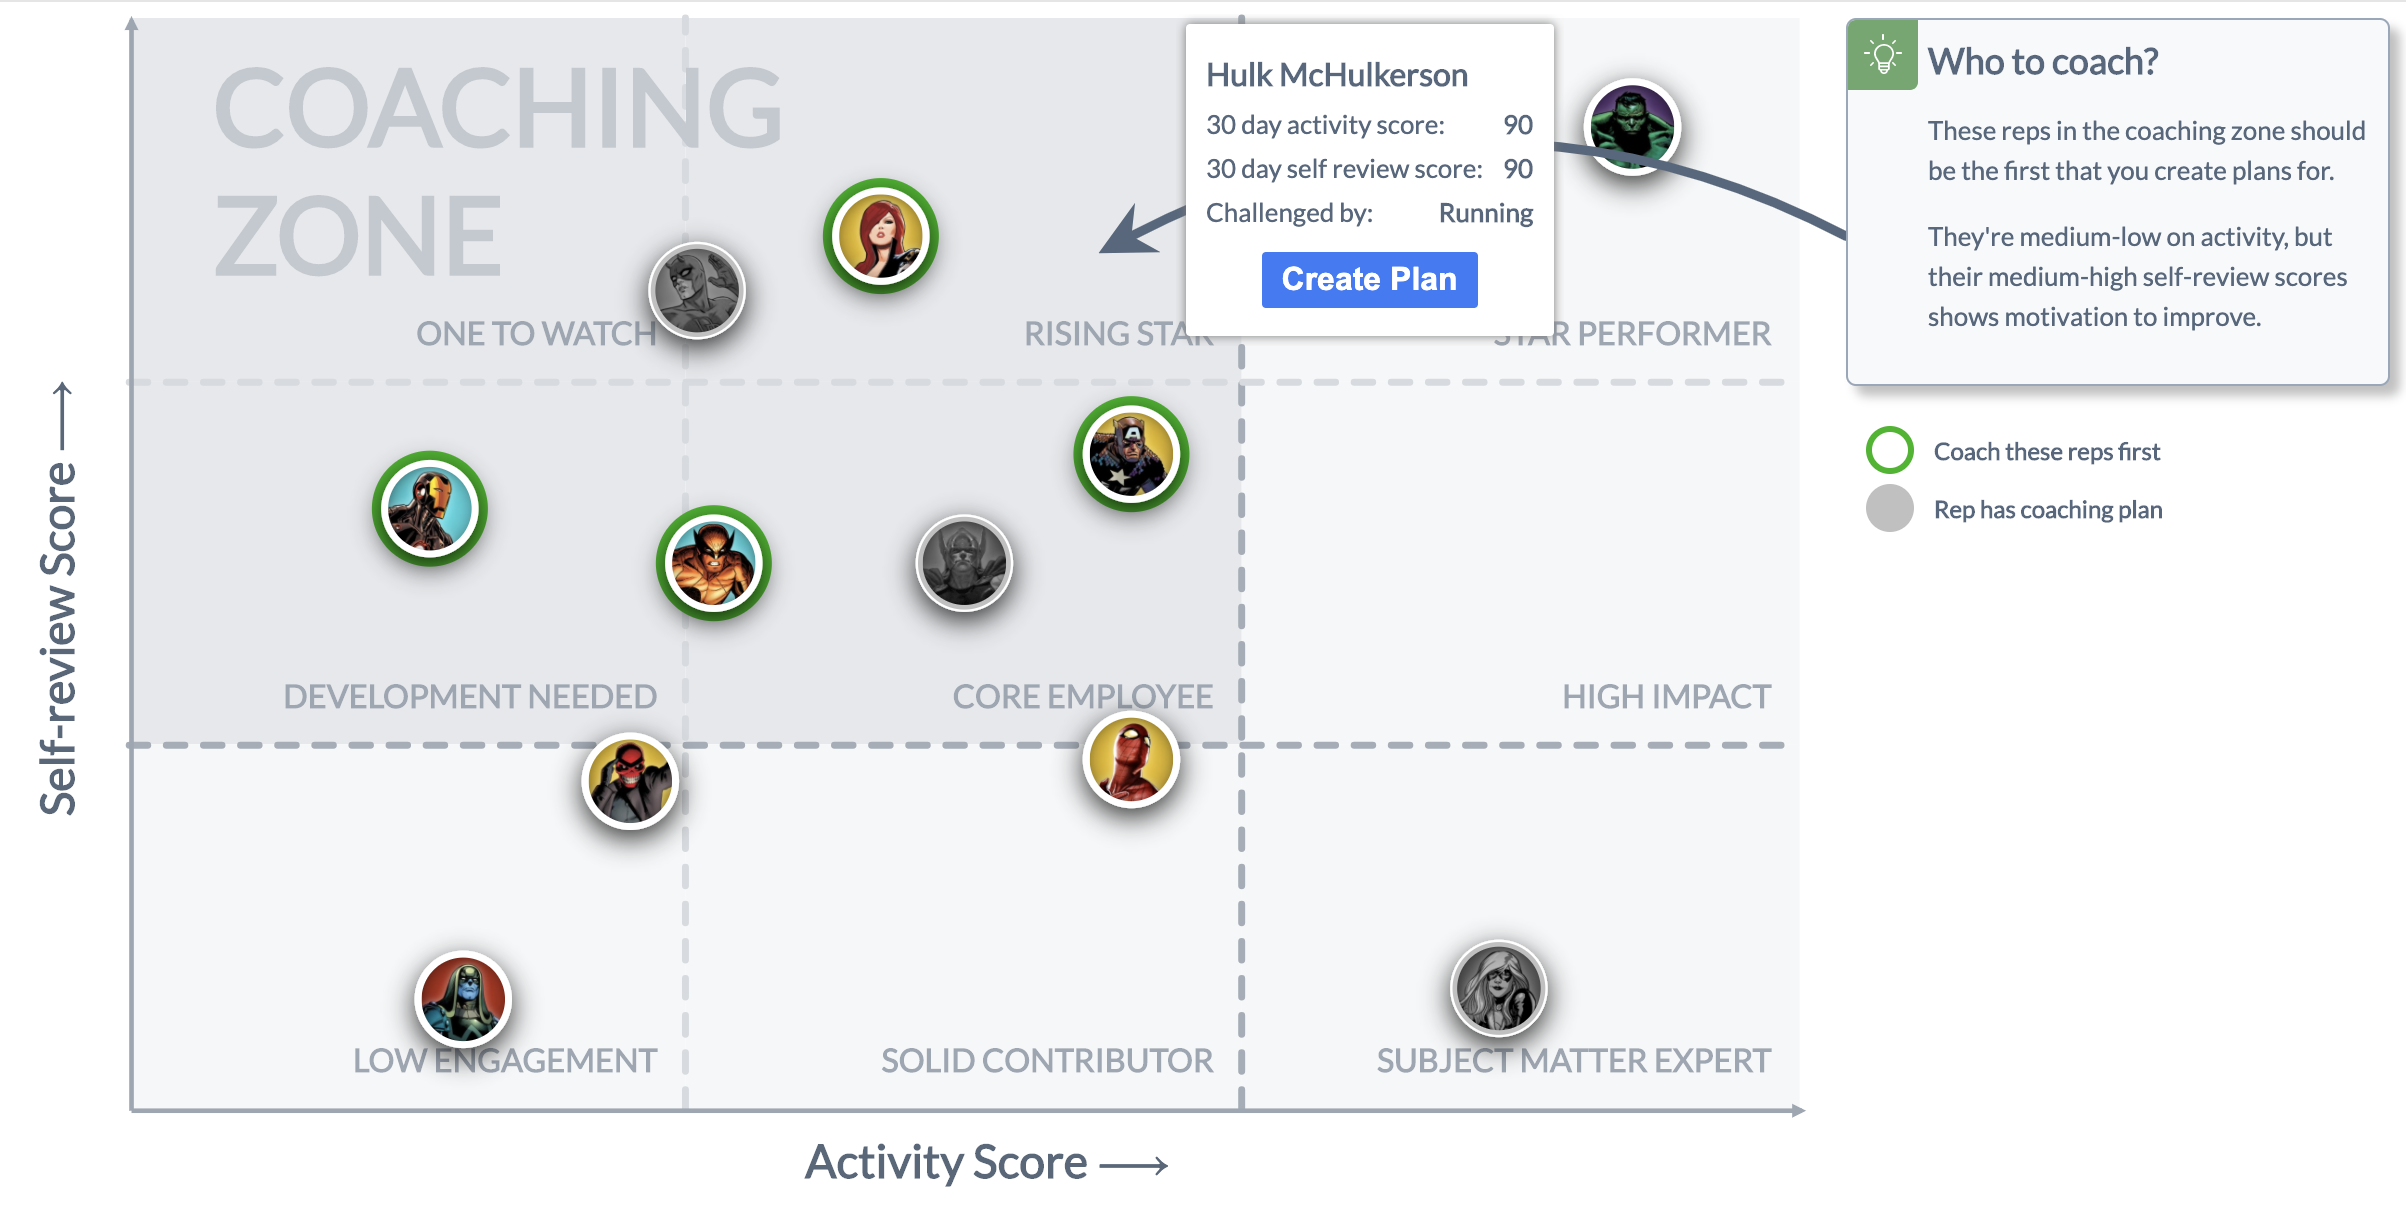 COACHING
ZONE
Hulk McHulkerson
30 day activity score: 90
30 day self review score: 90
Challenged by: Running
Create Plan
Who to coach?
These reps in the coaching zone should
be the first that you create plans for.
They're medium-low on activity, but
their medium-high self-review scores
shows motivation to improve.
ONE TO WATCH
RISING STAR
STAR PERFORMER
Coach these reps first
Rep has coaching plan
DEVELOPMENT NEEDED
CORE EMPLOYEE
HIGH IMPACT
LOW ENGAGEMENT
SOLID CONTRIBUTOR
SUBJECT MATTER EXPERT
Self-review Score →
Activity Score →